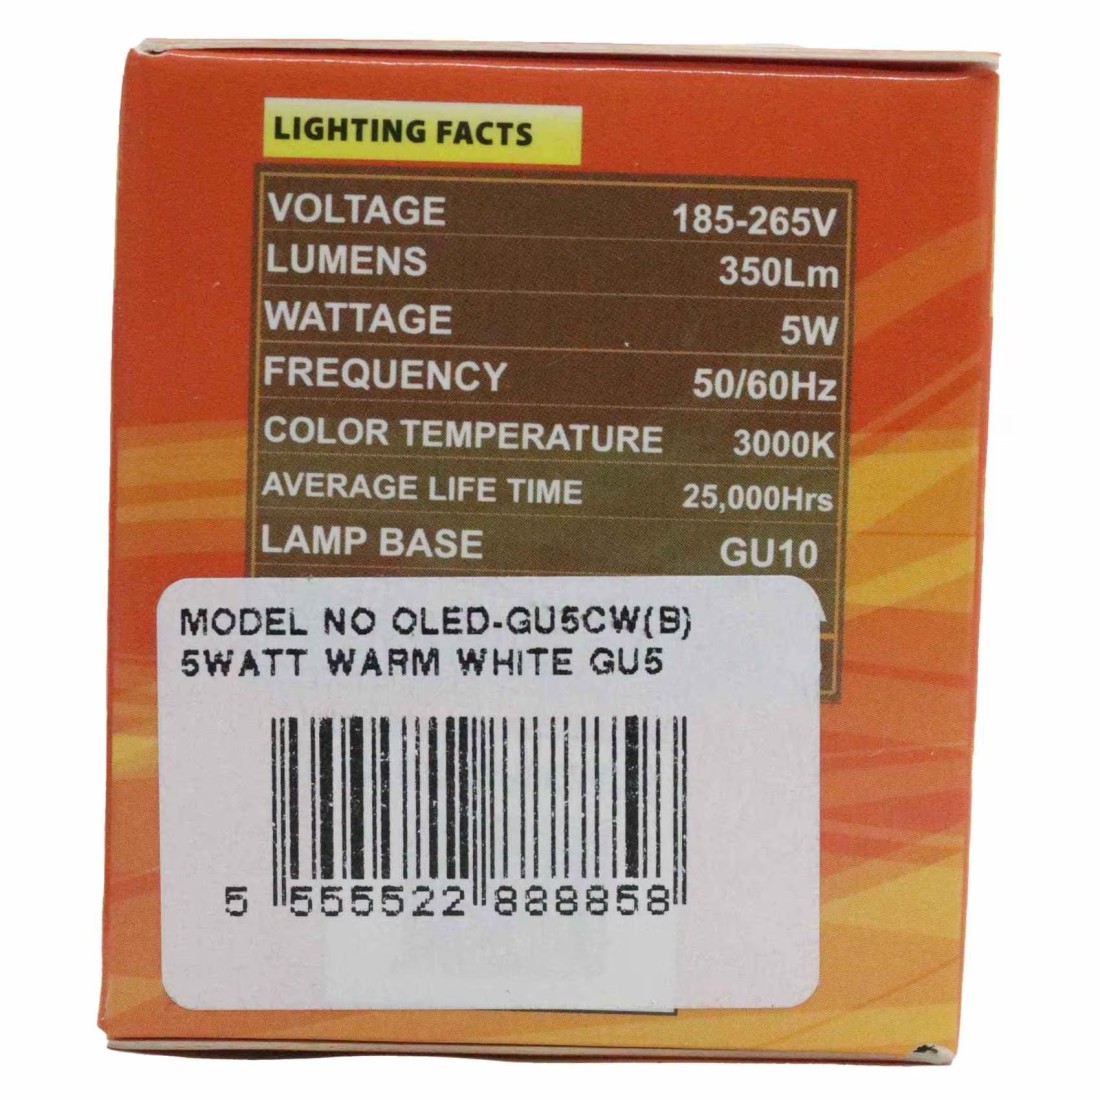 LIGHTING FACTS
VOLTAGE 185-265V
LUMENS 350Lm
WATTAGE 5W
FREQUENCY 50/60Hz
COLOR TEMPERATURE 3000K
AVERAGE LIFE TIME 25,000Hrs
LAMP BASE GU10
MODEL NO OLED-GU5CW(B)
5WATT WARM WHITE GU5
5 555522 888858